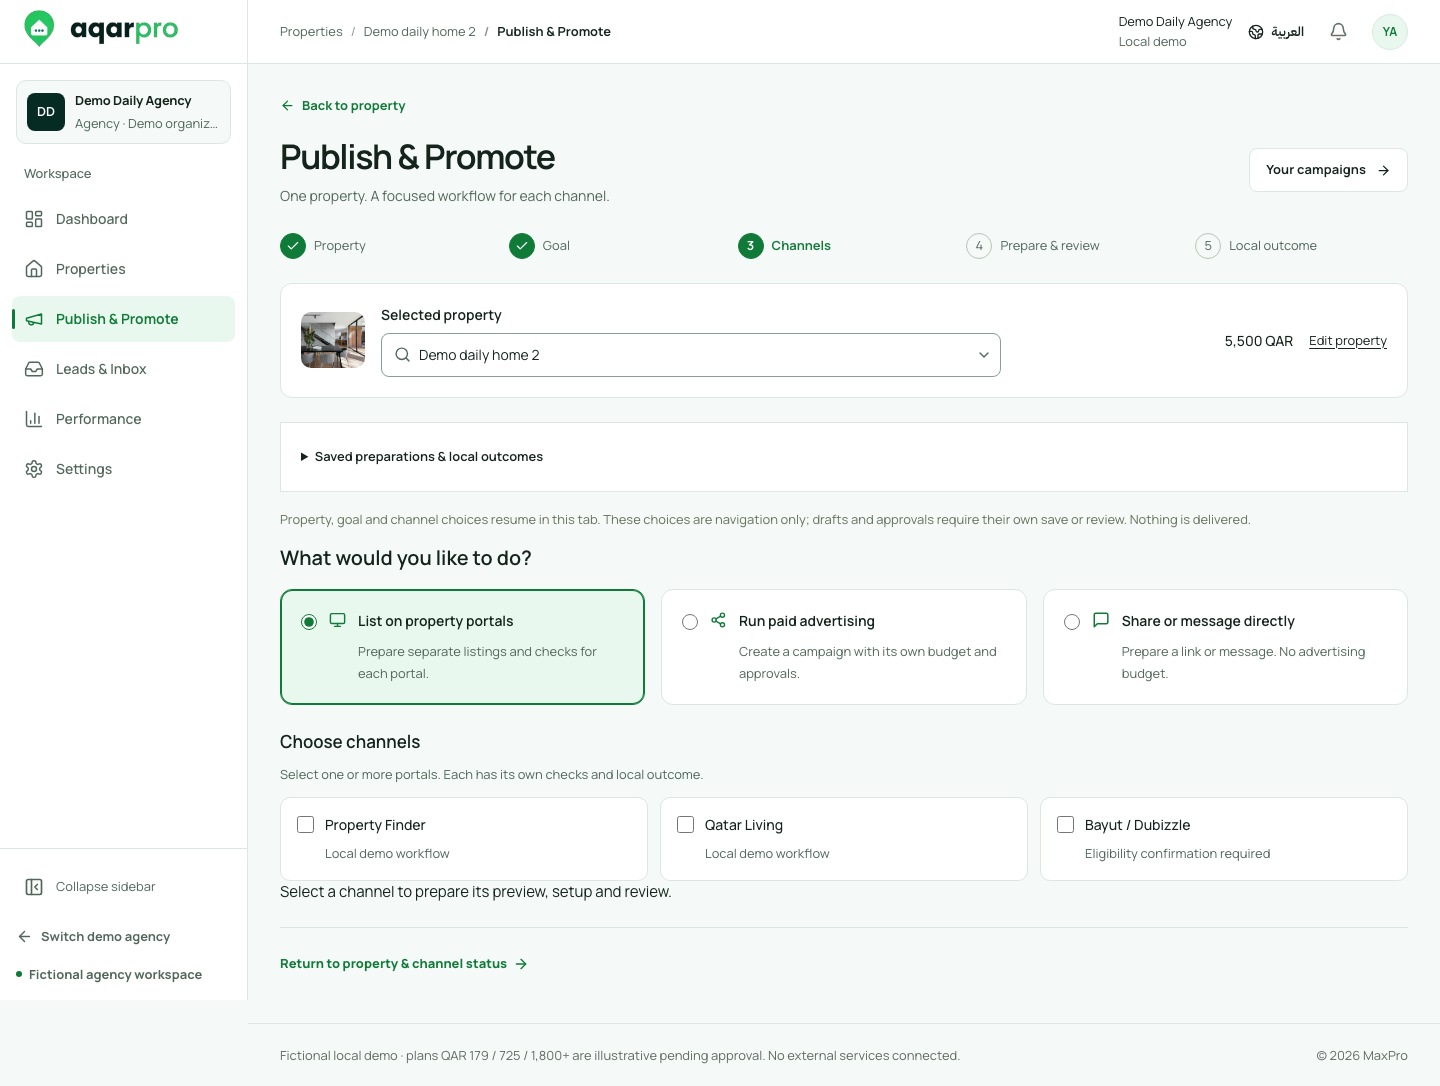 aqarpro
Properties / Demo daily home 2 / Publish & Promote
Demo Daily Agency
Local demo
العربية
YA
DD
Demo Daily Agency
Agency · Demo organiz...
Workspace
Dashboard
Properties
Publish & Promote
Leads & Inbox
Performance
Settings
Collapse sidebar
Switch demo agency
Fictional agency workspace
Back to property
Publish & Promote
One property. A focused workflow for each channel.
Your campaigns
Property
Goal
3 Channels
4 Prepare & review
5 Local outcome
Selected property
Demo daily home 2
5,500 QAR
Edit property
Saved preparations & local outcomes
Property, goal and channel choices resume in this tab. These choices are navigation only; drafts and approvals require their own save or review. Nothing is delivered.
What would you like to do?
List on property portals
Prepare separate listings and checks for
each portal.
Run paid advertising
Create a campaign with its own budget and
approvals.
Share or message directly
Prepare a link or message. No advertising
budget.
Choose channels
Select one or more portals. Each has its own checks and local outcome.
Property Finder
Local demo workflow
Qatar Living
Local demo workflow
Bayut / Dubizzle
Eligibility confirmation required
Select a channel to prepare its preview, setup and review.
Return to property & channel status
Fictional local demo · plans QAR 179 / 725 / 1,800+ are illustrative pending approval. No external services connected.
© 2026 MaxPro